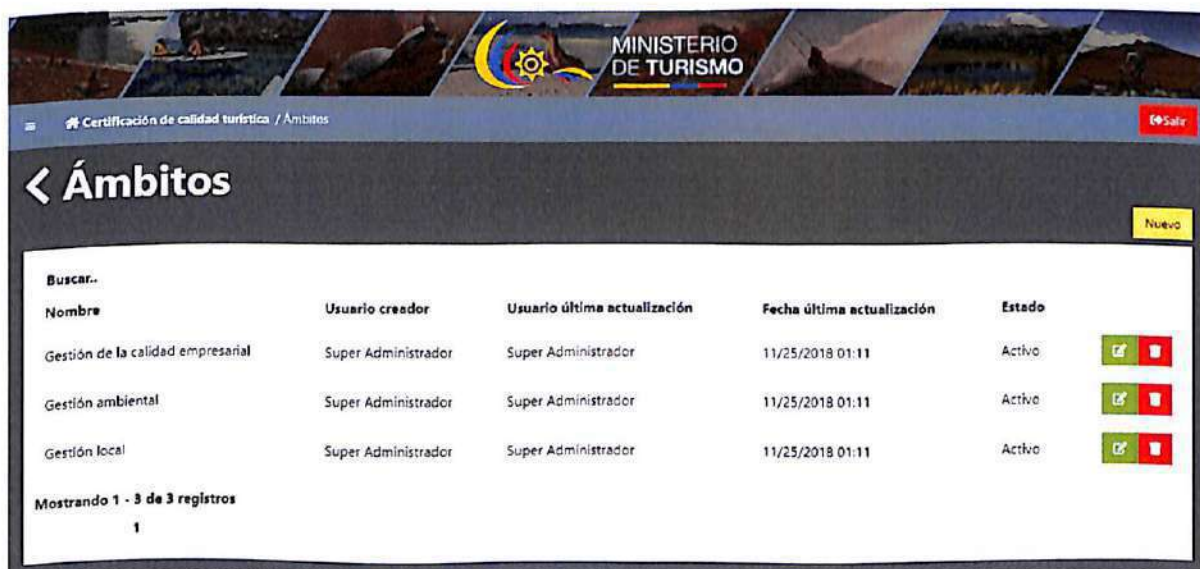 MINISTERIO
DE TURISMO
Certificación de calidad turística / Ámbitos
Salir
< Ámbitos
Nuevo
Buscar..
Nombre Usuario creador Usuario última actualización Fecha última actualización Estado
Gestión de la calidad empresarial Super Administrador Super Administrador 11/25/2018 01:11 Activo
Gestión ambiental Super Administrador Super Administrador 11/25/2018 01:11 Activo
Gestión local Super Administrador Super Administrador 11/25/2018 01:11 Activo
Mostrando 1 - 3 de 3 registros
1